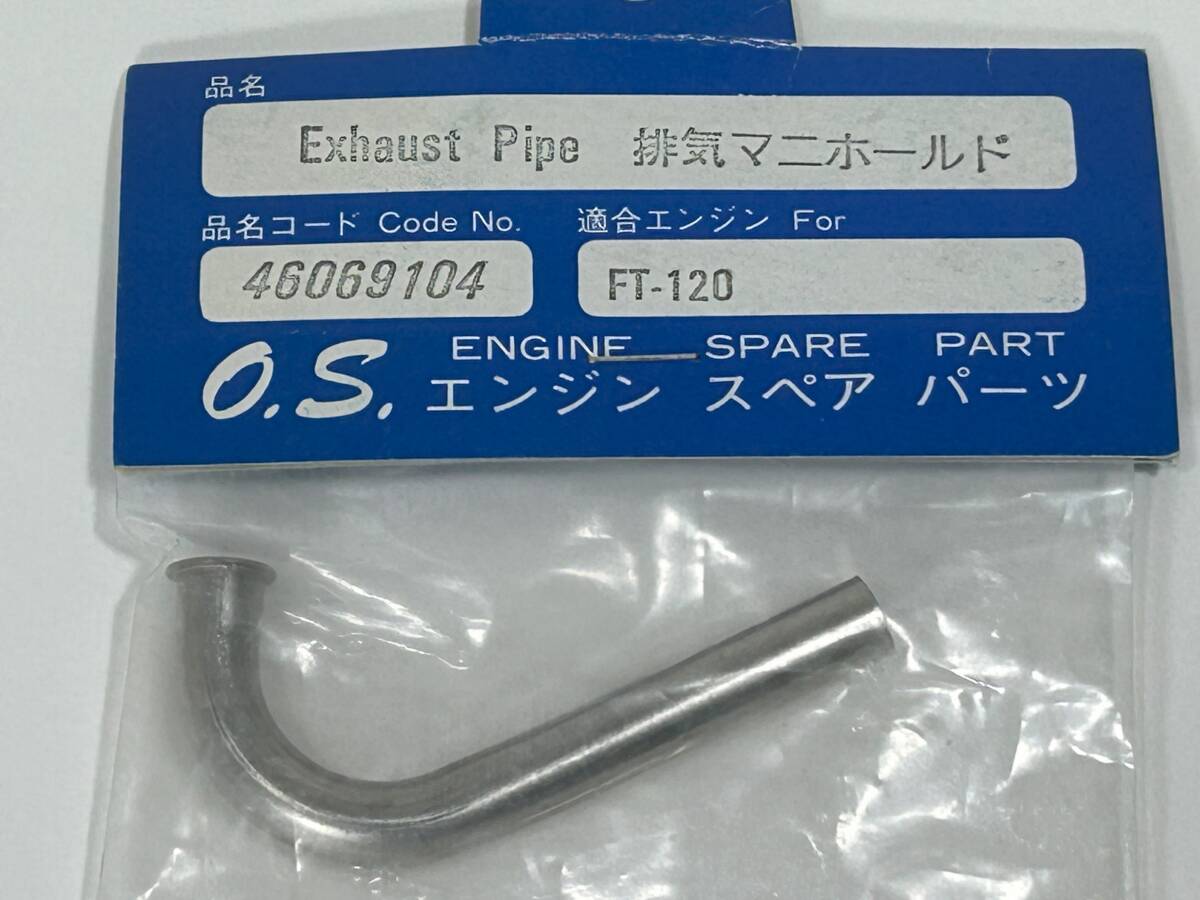 品名
Exhaust Pipe 排気マニホールド
品名コード Code No. 適合エンジン For
46069104 FT-120
O.S. ENGINE SPARE PART
エンジン スペア パーツ